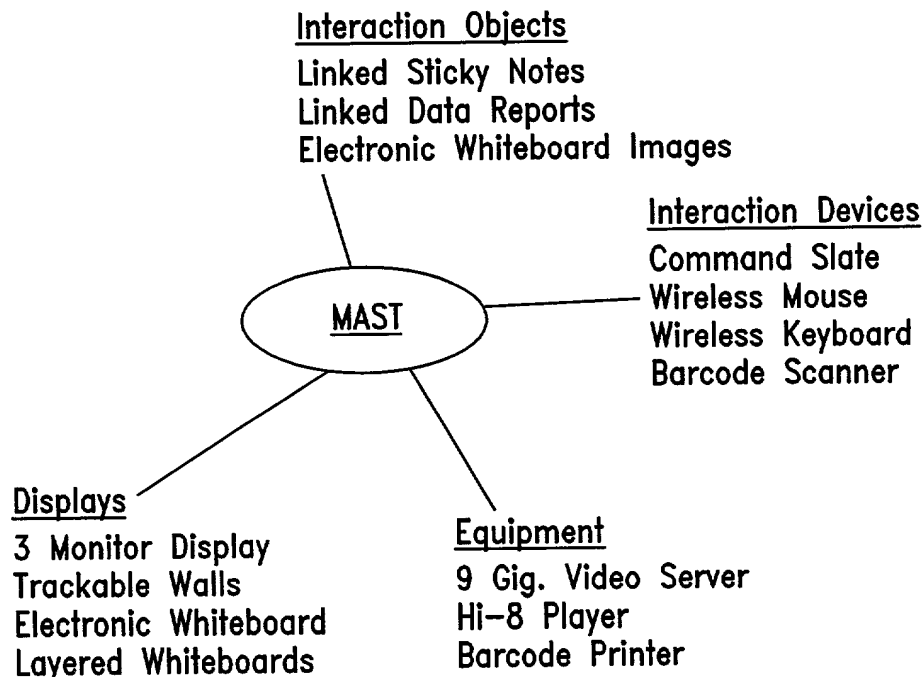 Interaction Objects
Linked Sticky Notes
Linked Data Reports
Electronic Whiteboard Images
Interaction Devices
Command Slate
Wireless Mouse
Wireless Keyboard
Barcode Scanner
MAST
Displays
3 Monitor Display
Trackable Walls
Electronic Whiteboard
Layered Whiteboards
Equipment
9 Gig. Video Server
Hi-8 Player
Barcode Printer